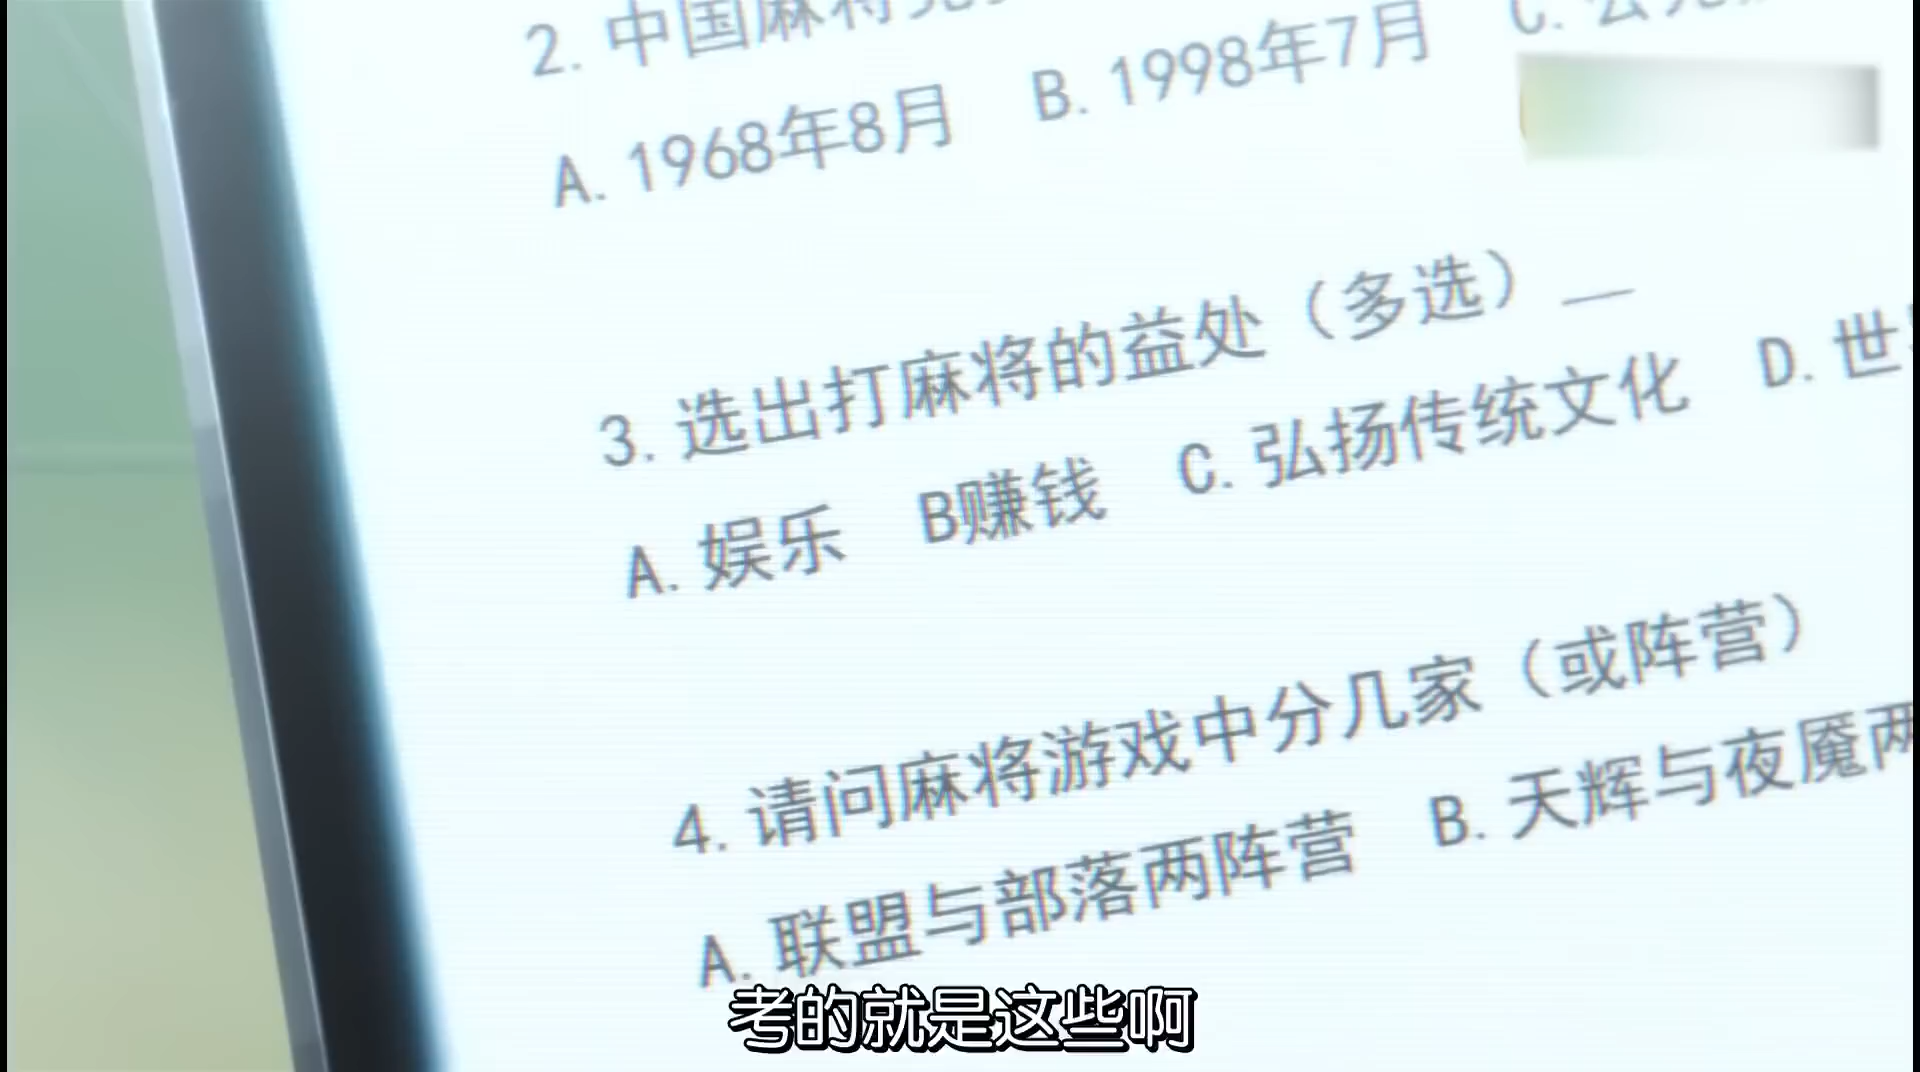 2. 中国麻将
A. 1968年8月 B. 1998年7月 C. 公元
3. 选出打麻将的益处（多选）__
A. 娱乐 B赚钱 C. 弘扬传统文化 D. 世
4. 请问麻将游戏中分几家（或阵营）
A. 联盟与部落两阵营 B. 天辉与夜魇两
考的就是这些啊